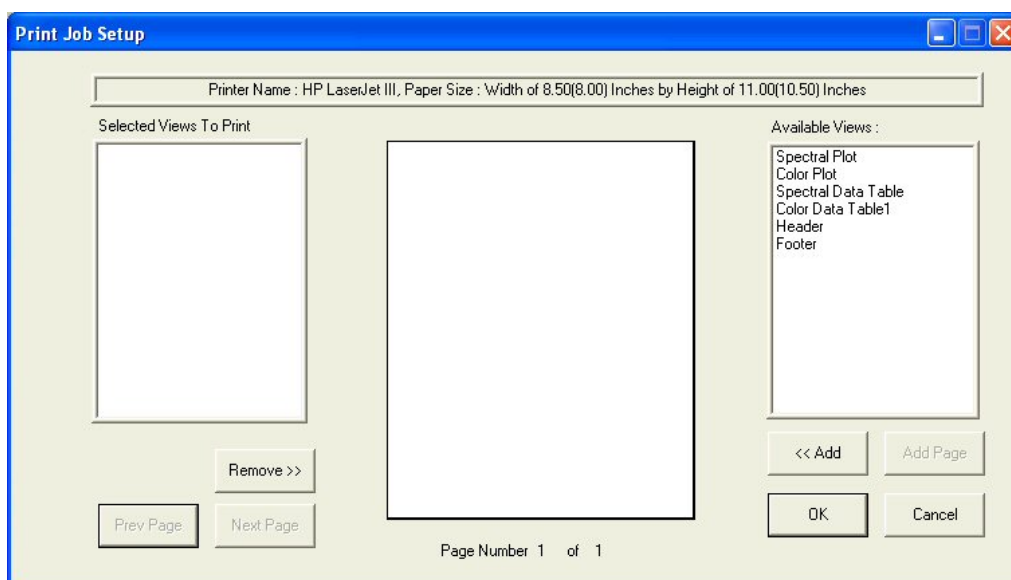 Print Job Setup
Printer Name : HP LaserJet III, Paper Size : Width of 8.50(8.00) Inches by Height of 11.00(10.50) Inches
Selected Views To Print
Available Views :
Spectral Plot
Color Plot
Spectral Data Table
Color Data Table1
Header
Footer
<< Add
Add Page
Remove >>
Prev Page
Next Page
OK
Cancel
Page Number 1 of 1